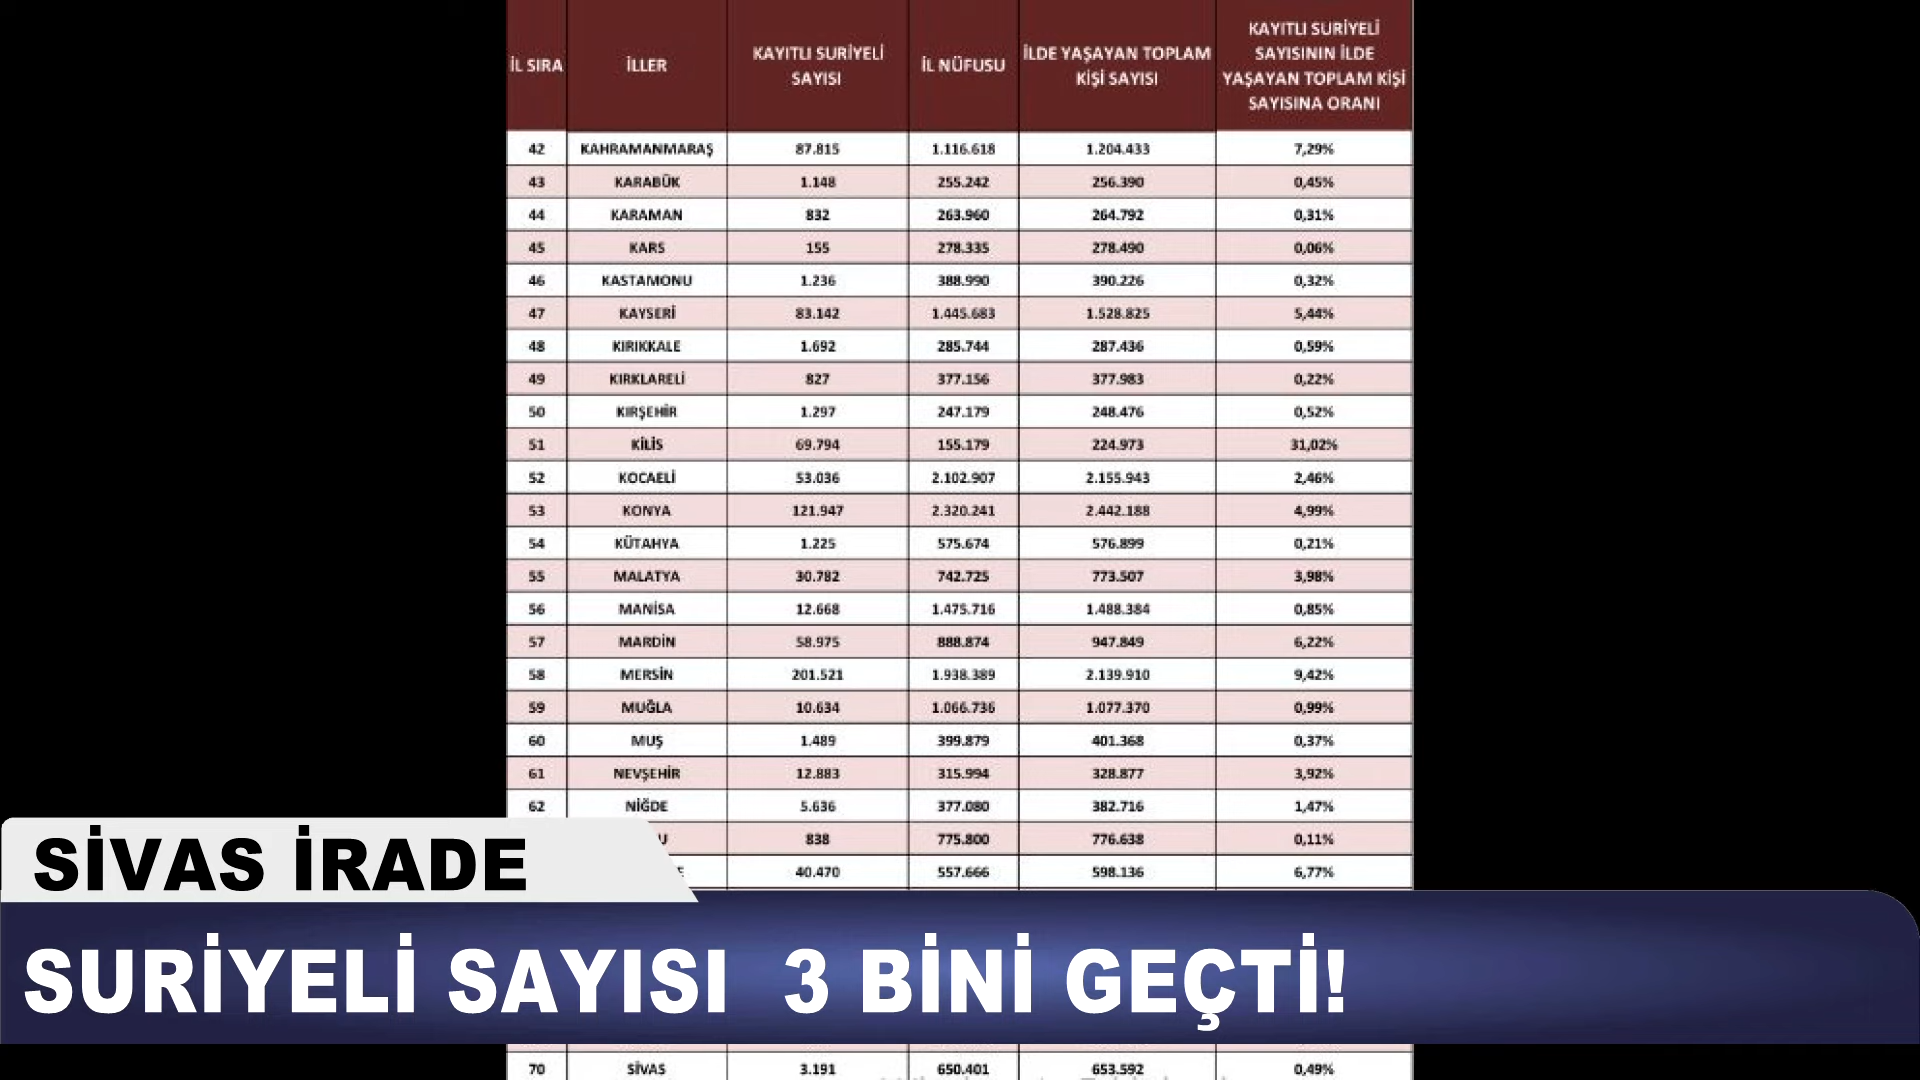 İL SIRA İLLER KAYITLI SURİYELİ SAYISI İL NÜFUSU İLDE YAŞAYAN TOPLAM KİŞİ SAYISI KAYITLI SURİYELİ SAYISININ İLDE YAŞAYAN TOPLAM KİŞİ SAYISINA ORANI
42 KAHRAMANMARAŞ 87.815 1.116.618 1.204.433 7,29%
43 KARABÜK 1.148 255.242 256.390 0,45%
44 KARAMAN 832 263.960 264.792 0,31%
45 KARS 155 278.335 278.490 0,06%
46 KASTAMONU 1.236 388.990 390.226 0,32%
47 KAYSERİ 83.142 1.445.683 1.528.825 5,44%
48 KIRIKKALE 1.692 285.744 287.436 0,59%
49 KIRKLARELİ 827 377.156 377.983 0,22%
50 KIRŞEHİR 1.297 247.179 248.476 0,52%
51 KİLİS 69.794 155.179 224.973 31,02%
52 KOCAELİ 53.036 2.102.907 2.155.943 2,46%
53 KONYA 121.947 2.320.241 2.442.188 4,99%
54 KÜTAHYA 1.225 575.674 576.899 0,21%
55 MALATYA 30.782 742.725 773.507 3,98%
56 MANİSA 12.668 1.475.716 1.488.384 0,85%
57 MARDİN 58.975 888.874 947.849 6,22%
58 MERSİN 201.521 1.938.389 2.139.910 9,42%
59 MUĞLA 10.634 1.066.736 1.077.370 0,99%
60 MUŞ 1.489 399.879 401.368 0,37%
61 NEVŞEHİR 12.883 315.994 328.877 3,92%
62 NİĞDE 5.636 377.080 382.716 1,47%
838 775.800 776.638 0,11%
40.470 557.666 598.136 6,77%
SİVAS İRADE
SURİYELİ SAYISI 3 BİNİ GEÇTİ!
70 SİVAS 3.191 650.401 653.592 0,49%